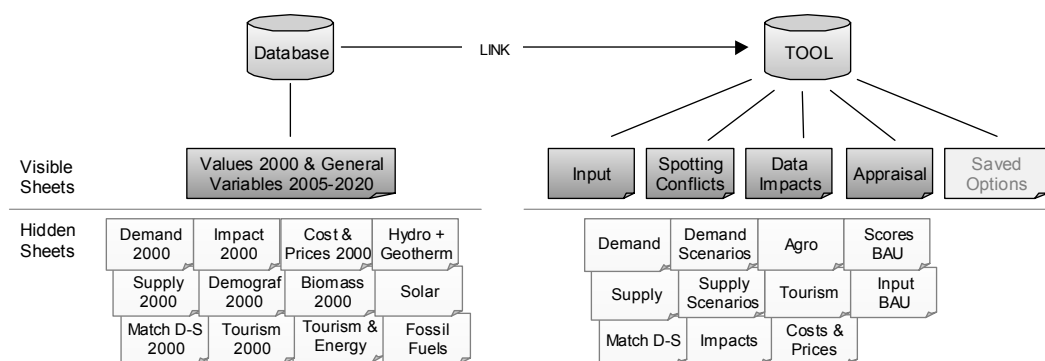 Database
LINK
TOOL
Visible
Sheets
Values 2000 & General
Variables 2005-2020
Input
Spotting
Conflicts
Data
Impacts
Appraisal
Saved
Options
Hidden
Sheets
Demand
2000
Impact
2000
Cost &
Prices 2000
Hydro +
Geotherm
Supply
2000
Demograf
2000
Biomass
2000
Solar
Match D-S
2000
Tourism
2000
Tourism &
Energy
Fossil
Fuels
Demand
Demand
Scenarios
Agro
Scores
BAU
Supply
Supply
Scenarios
Tourism
Input
BAU
Match D-S
Impacts
Costs &
Prices